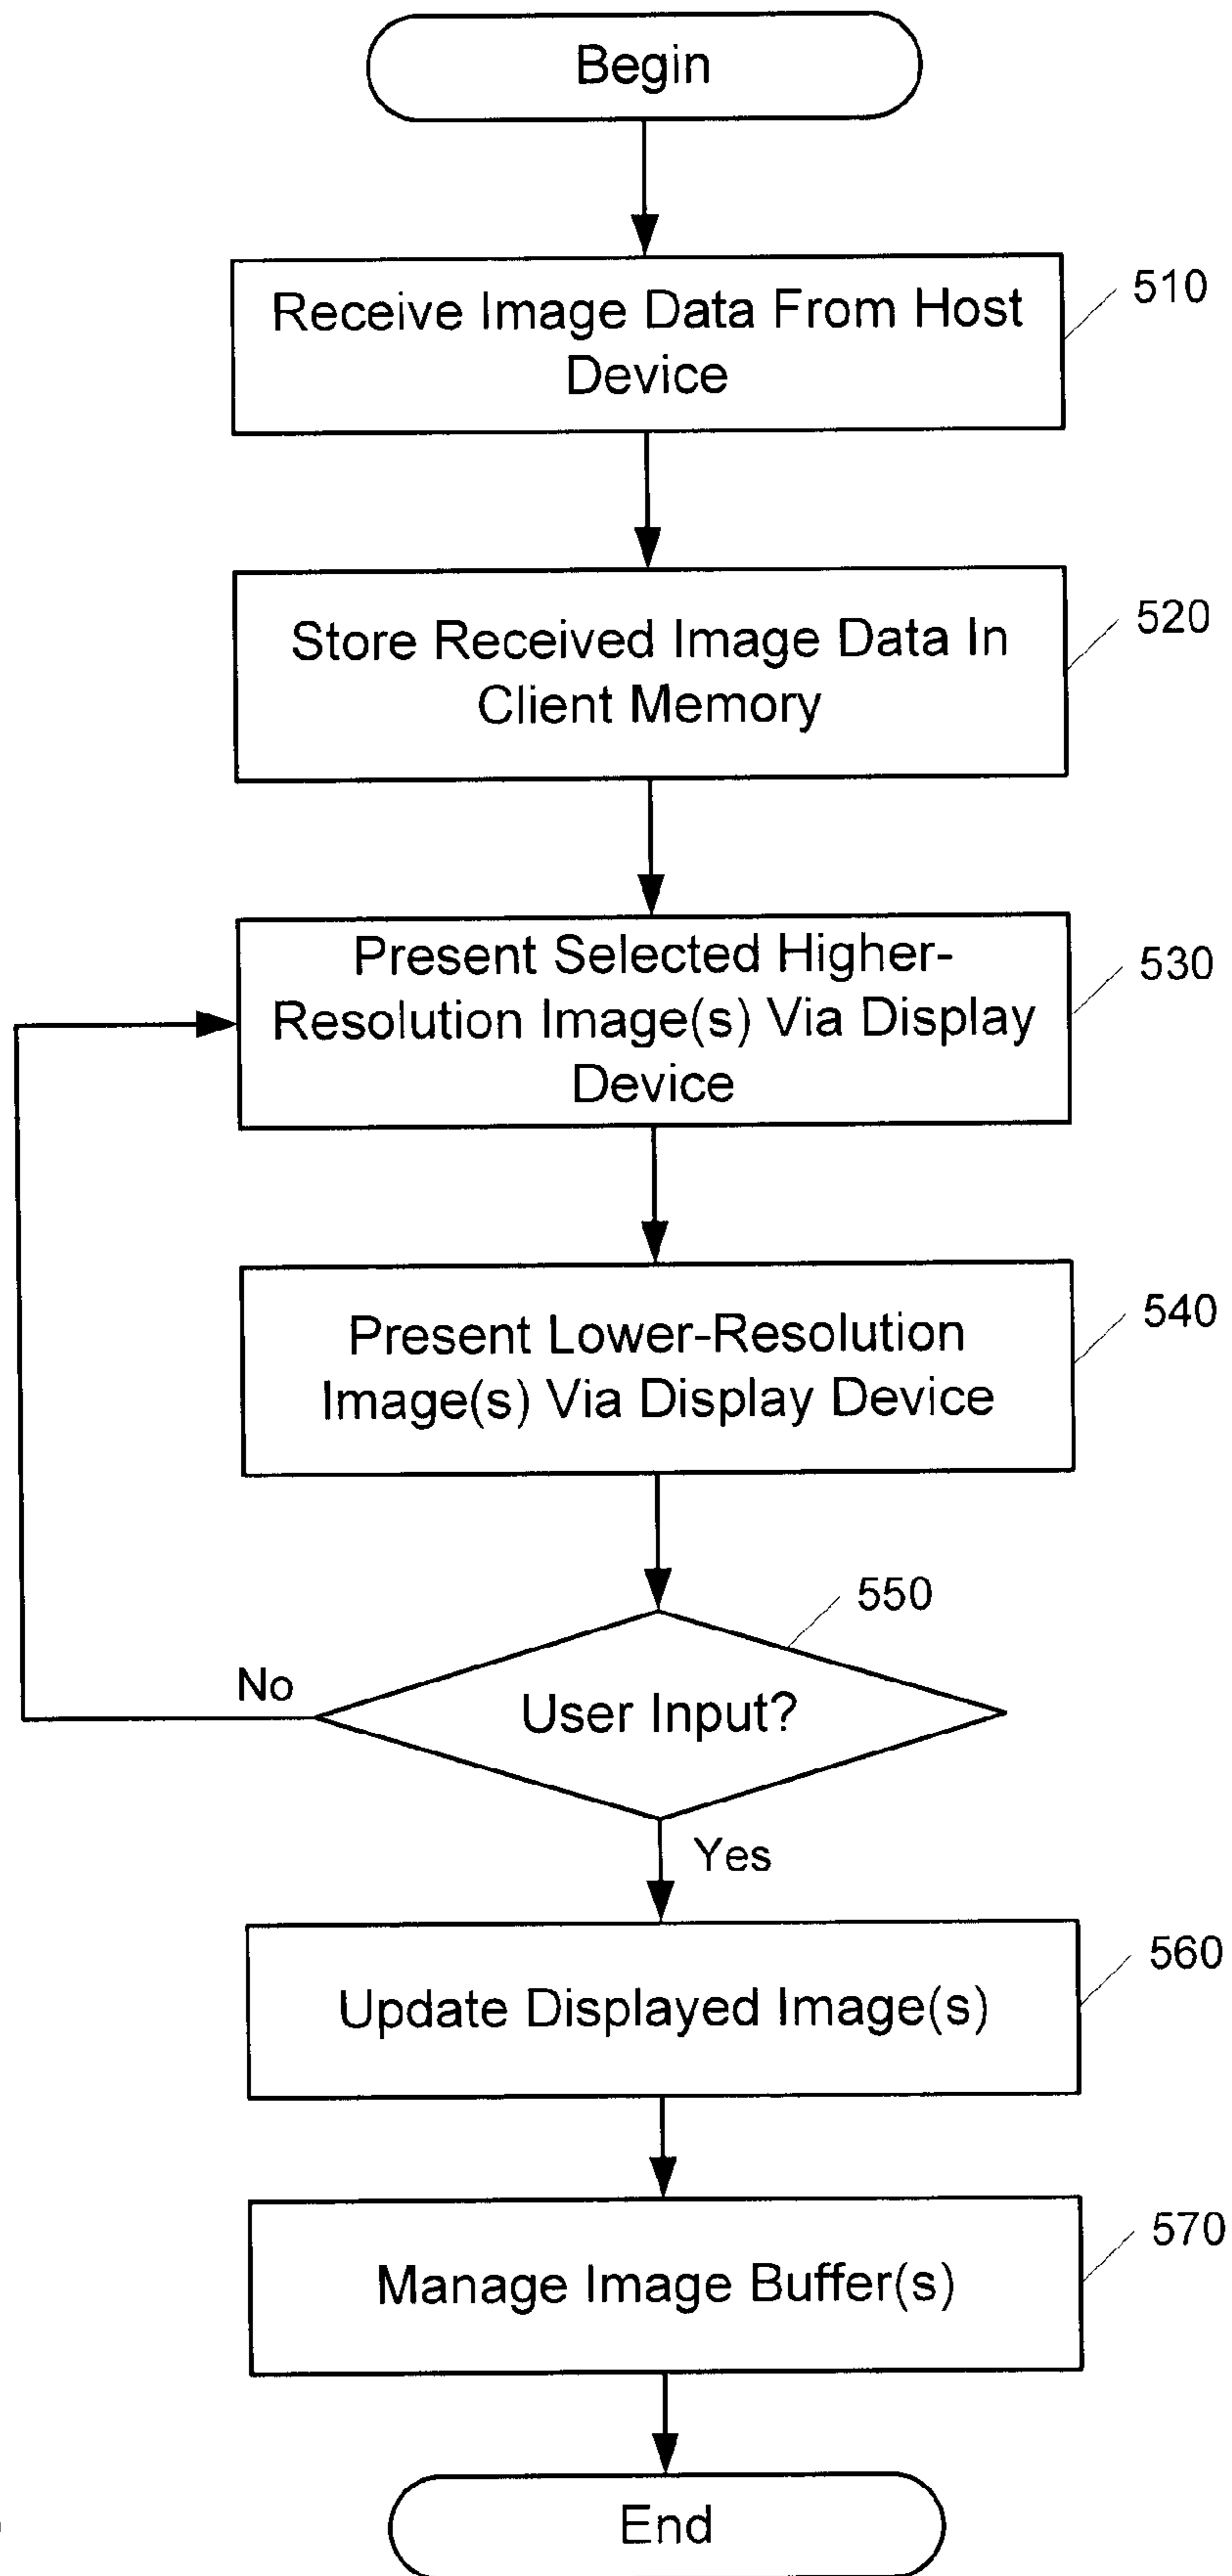 Begin
Receive Image Data From Host
Device
510
Store Received Image Data In
Client Memory
520
Present Selected Higher-
Resolution Image(s) Via Display
Device
530
Present Lower-Resolution
Image(s) Via Display Device
540
User Input?
550
No
Yes
Update Displayed Image(s)
560
Manage Image Buffer(s)
570
End